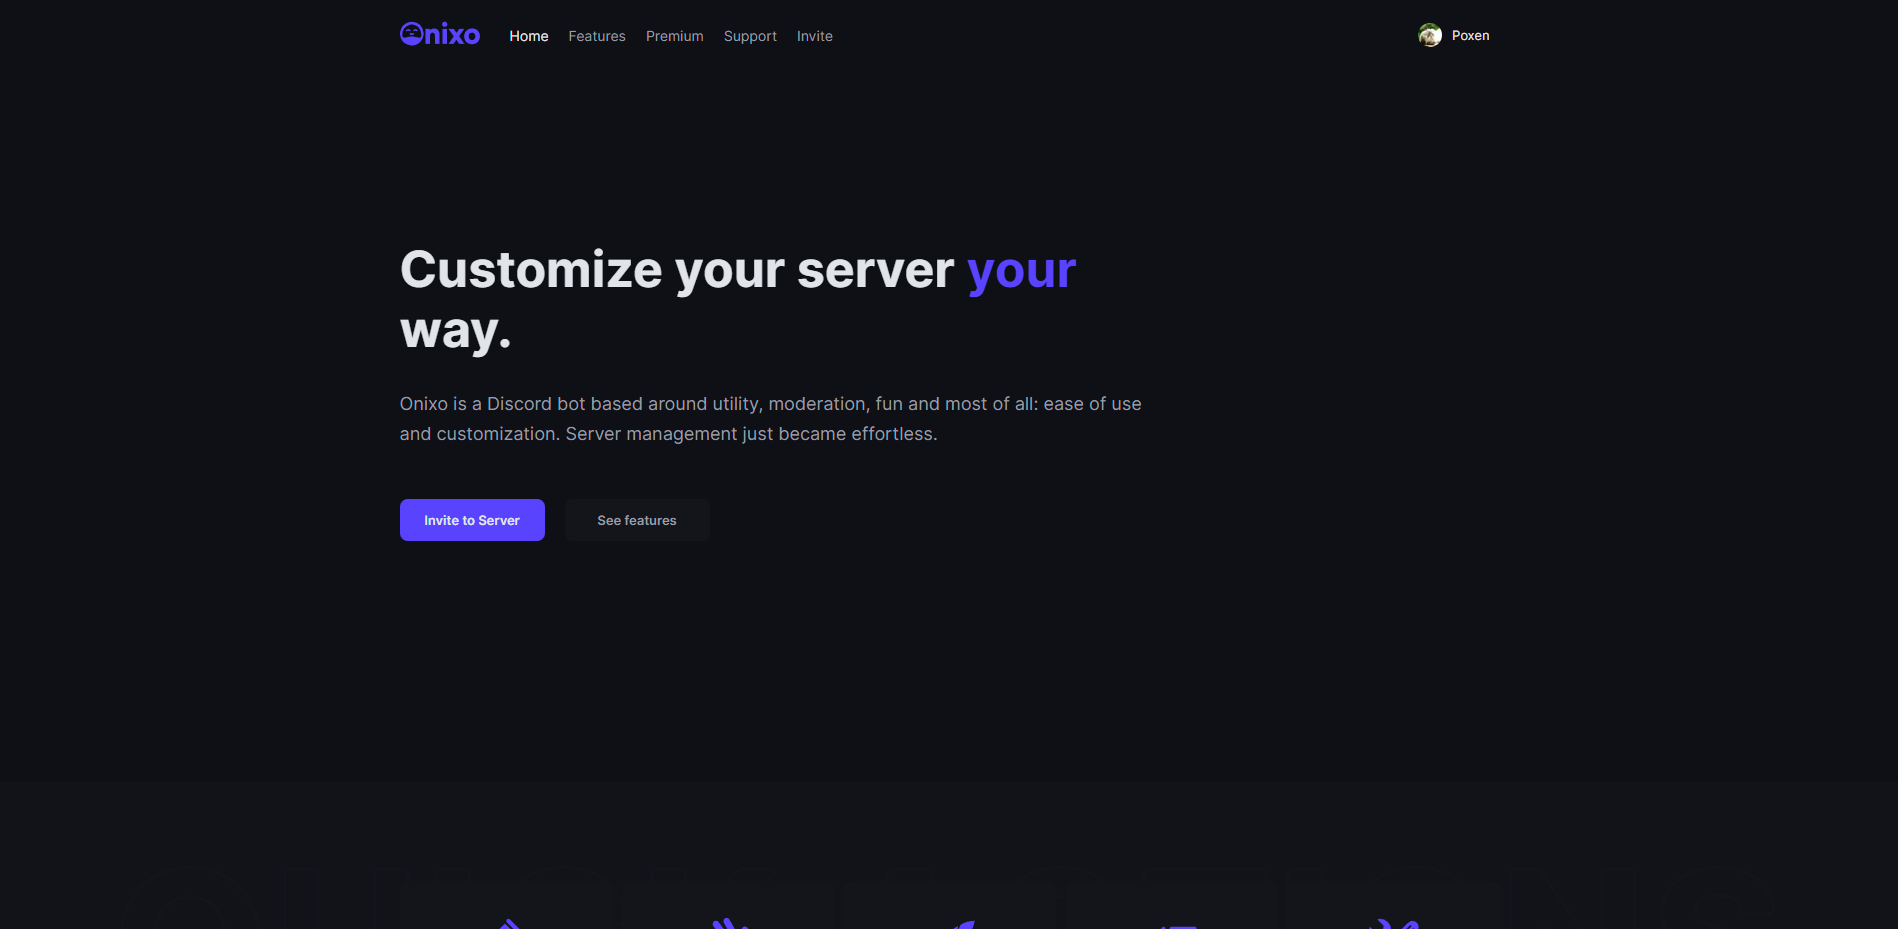 Onixo
Home
Features
Premium
Support
Invite
Poxen
Customize your server your
way.
Onixo is a Discord bot based around utility, moderation, fun and most of all: ease of use
and customization. Server management just became effortless.
Invite to Server
See features